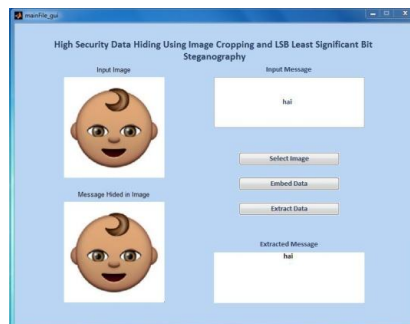 mainFile_gui
High Security Data Hiding Using Image Cropping and LSB Least Significant Bit
Steganography
Input Image
Input Message
hai
Select Image
Embed Data
Message Hided in Image
Extract Data
Extracted Message
hai